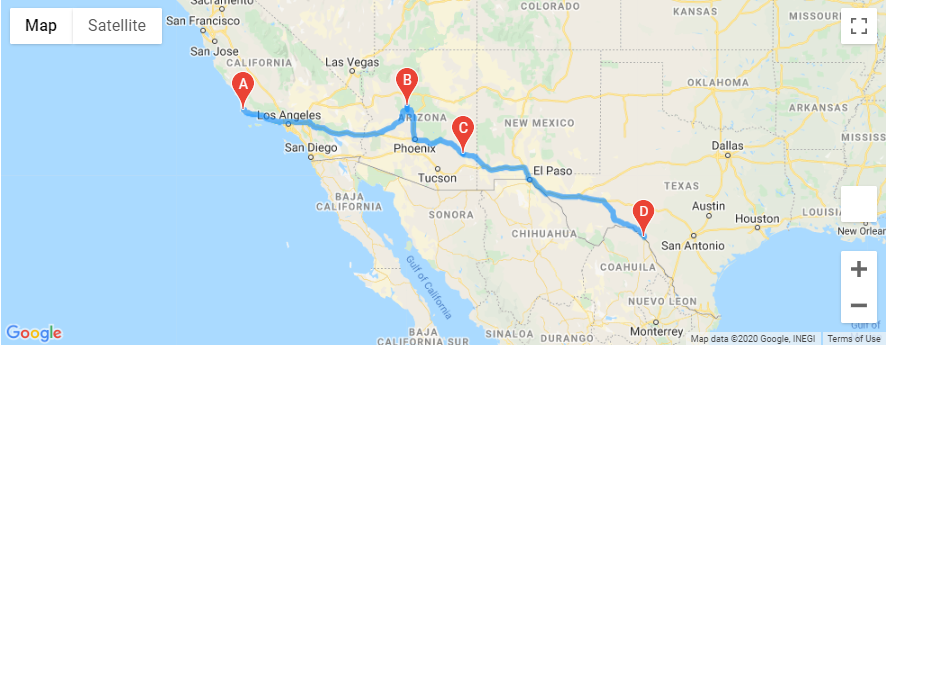 Sacramento
COLORADO
KANSAS
MISSOURI
Map
Satellite
San Francisco
San Jose
CALIFORNIA
Las Vegas
A
B
OKLAHOMA
ARKANSAS
Los Angeles
ARIZONA
C
NEW MEXICO
MISSISS
San Diego
Phoenix
Dallas
Tucson
El Paso
TEXAS
BAJA
CALIFORNIA
SONORA
D
Austin
Houston
LOUISIA
CHIHUAHUA
San Antonio
New Orlean
Gulf of California
COAHUILA
NUEVO LEON
+
−
Google
BAJA
CALIFORNIA SUR
SINALOA
DURANGO
Monterrey
Gulf of
Map data ©2020 Google, INEGI
Terms of Use